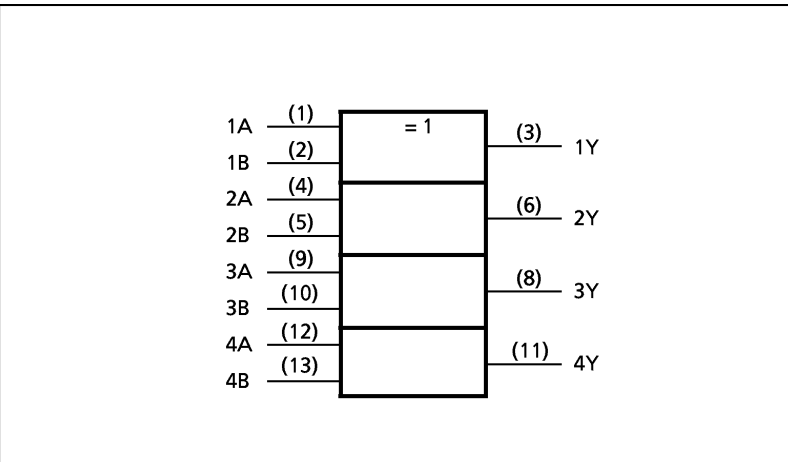 1A (1) = 1 (3) 1Y
1B (2)
2A (4) (6) 2Y
2B (5)
3A (9) (8) 3Y
3B (10)
4A (12) (11) 4Y
4B (13)